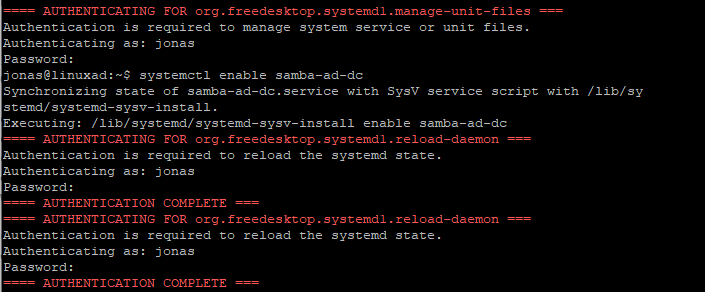 ==== AUTHENTICATING FOR org.freedesktop.systemd1.manage-unit-files ===
Authentication is required to manage system service or unit files.
Authenticating as: jonas
Password:
jonas@linuxad:~$ systemctl enable samba-ad-dc
Synchronizing state of samba-ad-dc.service with SysV service script with /lib/sy
stemd/systemd-sysv-install.
Executing: /lib/systemd/systemd-sysv-install enable samba-ad-dc
==== AUTHENTICATING FOR org.freedesktop.systemd1.reload-daemon ===
Authentication is required to reload the systemd state.
Authenticating as: jonas
Password:
==== AUTHENTICATION COMPLETE ===
==== AUTHENTICATING FOR org.freedesktop.systemd1.reload-daemon ===
Authentication is required to reload the systemd state.
Authenticating as: jonas
Password:
==== AUTHENTICATION COMPLETE ===